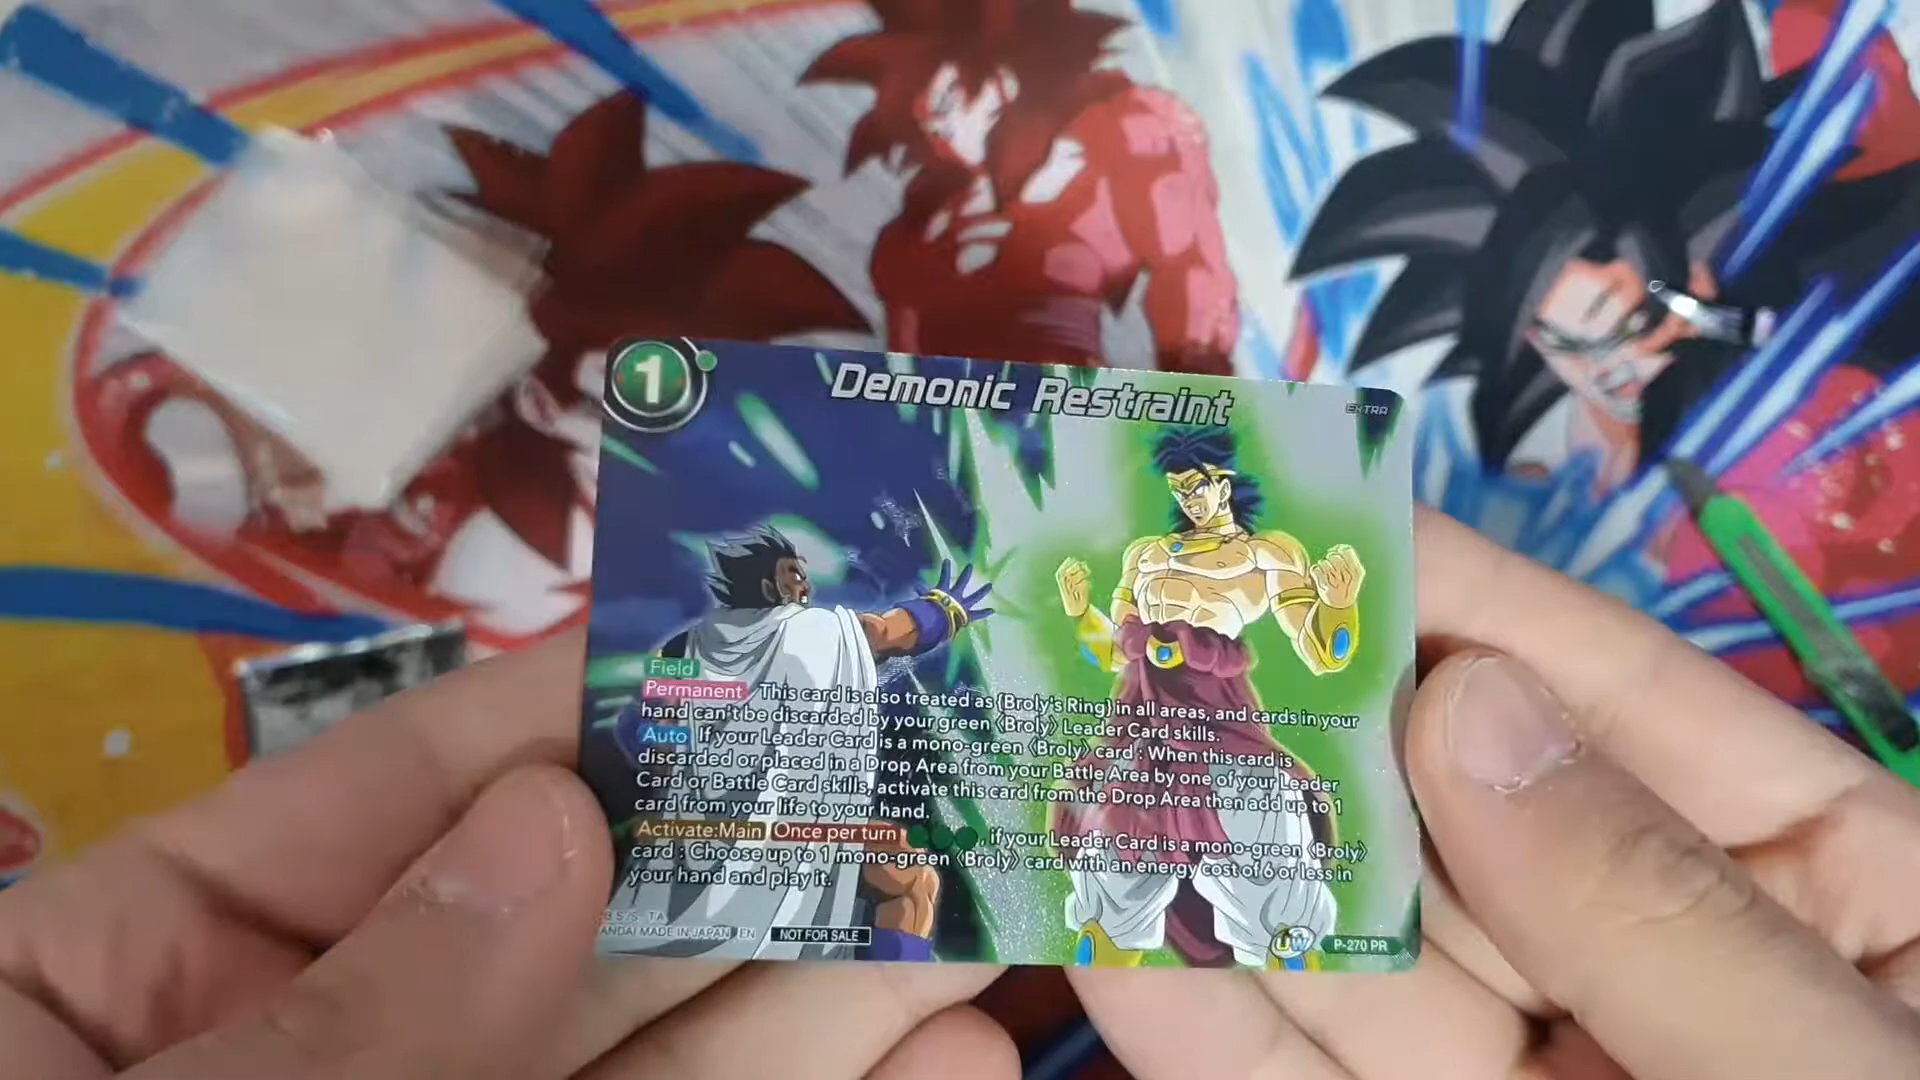 1
Demonic Restraint
EXTRA
Field
Permanent This card is also treated as {Broly's Ring} in all areas, and cards in your
hand can't be discarded by your green 《Broly》 Leader Card skills.
Auto If your Leader Card is a mono-green 《Broly》 card : When this card is
discarded or placed in a Drop Area from your Battle Area by one of your Leader
Card or Battle Card skills, activate this card from the Drop Area then add up to 1
card from your life to your hand.
Activate:Main Once per turn , if your Leader Card is a mono-green 《Broly》
card : Choose up to 1 mono-green 《Broly》 card with an energy cost of 6 or less in
your hand and play it.
B S/S, TA
ANDAI MADE IN JAPAN EN NOT FOR SALE
UW P-270 PR